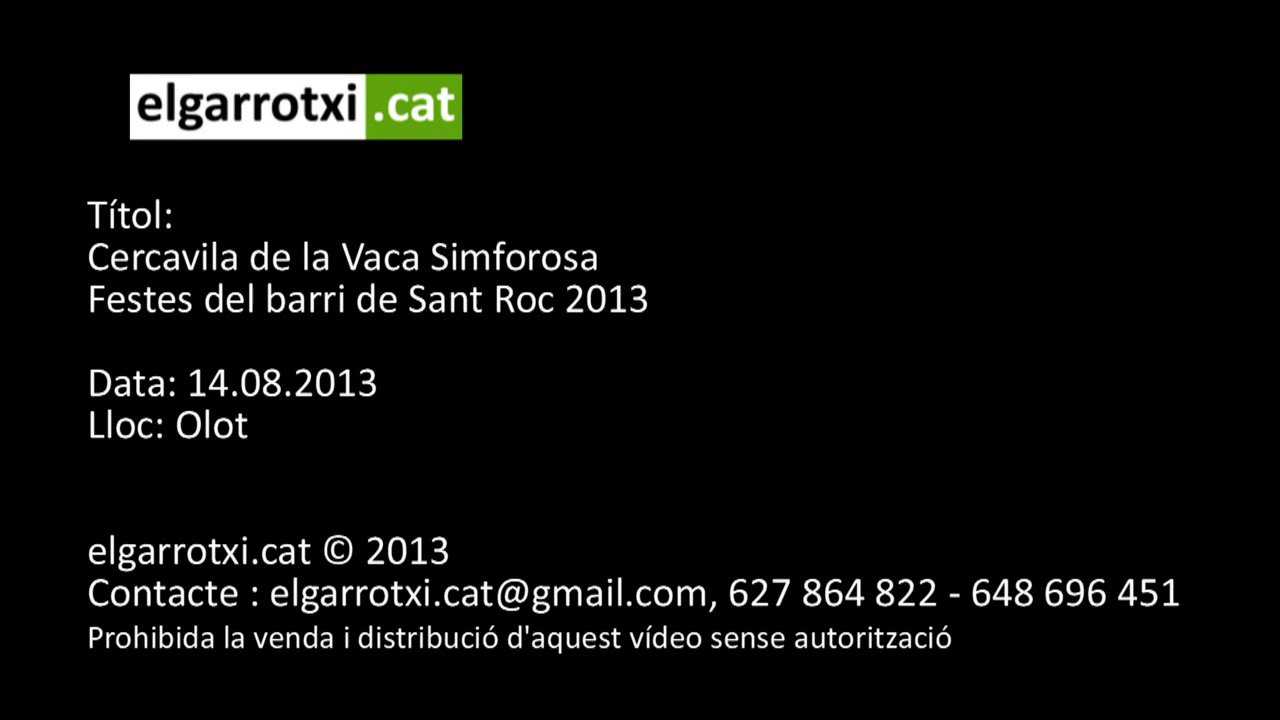 elgarrotxi.cat
Títol:
Cercavila de la Vaca Simforosa
Festes del barri de Sant Roc 2013
Data: 14.08.2013
Lloc: Olot
elgarrotxi.cat © 2013
Contacte : elgarrotxi.cat@gmail.com, 627 864 822 - 648 696 451
Prohibida la venda i distribució d'aquest vídeo sense autorització